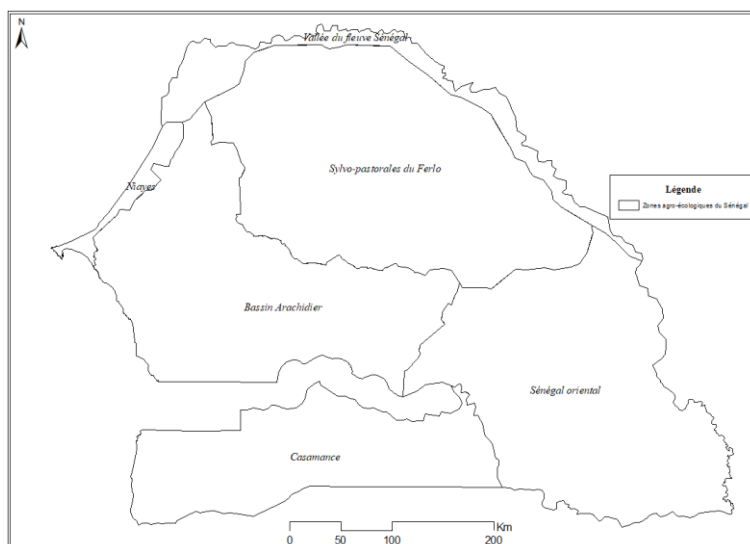 N
Vallée du fleuve Sénégal
Sylvo-pastorales du Ferlo
Niayes
Légende
Zones agro-écologiques du Sénégal
Bassin Arachidier
Sénégal oriental
Casamance
Km
0 50 100 200